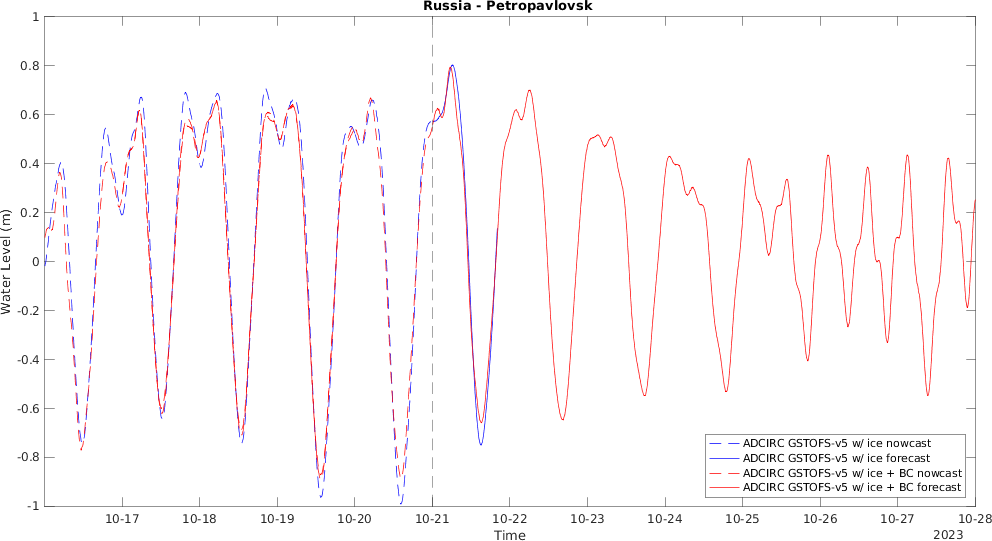 Russia - Petropavlovsk
1
0.8
0.6
0.4
0.2
0
-0.2
-0.4
-0.6
-0.8
-1
Water Level (m)
ADCIRC GSTOFS-v5 w/ ice nowcast
ADCIRC GSTOFS-v5 w/ ice forecast
ADCIRC GSTOFS-v5 w/ ice + BC nowcast
ADCIRC GSTOFS-v5 w/ ice + BC forecast
10-17 10-18 10-19 10-20 10-21 10-22 10-23 10-24 10-25 10-26 10-27 10-28
Time
2023